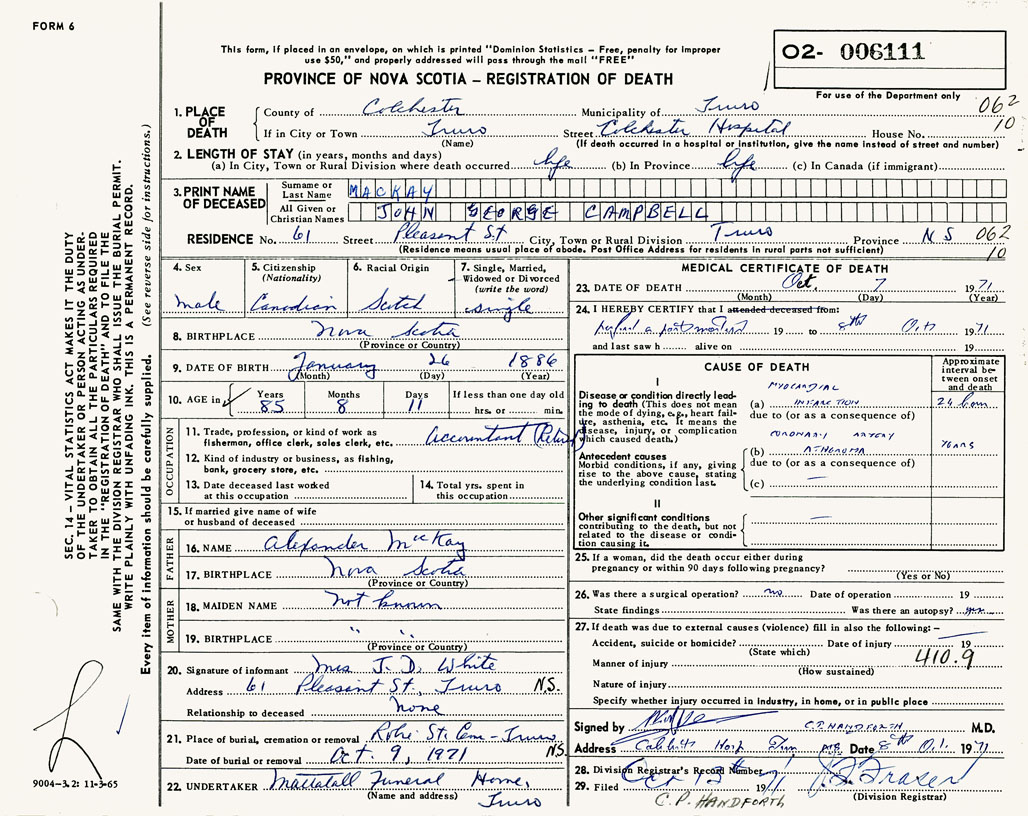 FORM 6
This form, if placed in an envelope, on which is printed "Dominion Statistics – Free, penalty for improper
use $50," and properly addressed will pass through the mail "FREE"
PROVINCE OF NOVA SCOTIA – REGISTRATION OF DEATH
O2- 006111
For use of the Department only
062
10
1. PLACE OF DEATH County of Colchester Municipality of Truro
If in City or Town Truro Street Colchester Hospital House No.
(Name) (If death occurred in a hospital or institution, give the name instead of street and number)
2. LENGTH OF STAY (in years, months and days)
(a) In City, Town or Rural Division where death occurred life (b) In Province life (c) In Canada (if immigrant)
3. PRINT NAME OF DECEASED
Surname or Last Name MACKAY
All Given or Christian Names JOHN GEORGE CAMPBELL
RESIDENCE No. 61 Street Pleasant St City, Town or Rural Division Truro Province N S 062
(Residence means usual place of abode. Post Office Address for residents in rural parts not sufficient) 10
4. Sex male
5. Citizenship (Nationality) Canadian
6. Racial Origin Scotch
7. Single, Married, Widowed or Divorced (write the word) single
8. BIRTHPLACE Nova Scotia
(Province or Country)
9. DATE OF BIRTH January 26 1886
(Month) (Day) (Year)
10. AGE in Years 85 Months 8 Days 11 If less than one day old hrs. or min.
OCCUPATION
11. Trade, profession, or kind of work as fisherman, office clerk, sales clerk, etc. Accountant (Retired)
12. Kind of industry or business, as fishing, bank, grocery store, etc.
13. Date deceased last worked at this occupation
14. Total yrs. spent in this occupation
15. If married give name of wife or husband of deceased
FATHER
16. NAME Alexander MacKay
17. BIRTHPLACE Nova Scotia
(Province or Country)
MOTHER
18. MAIDEN NAME not known
19. BIRTHPLACE " "
(Province or Country)
20. Signature of informant Mrs J. D. White
Address 61 Pleasant St., Truro N.S.
Relationship to deceased none
21. Place of burial, cremation or removal Robie St. Cem - Truro N.S.
Date of burial or removal Oct. 9, 1971
22. UNDERTAKER Mattatall Funeral Home,
(Name and address) Truro
MEDICAL CERTIFICATE OF DEATH
23. DATE OF DEATH Oct. 7 1971
(Month) (Day) (Year)
24. I HEREBY CERTIFY that I attended deceased from:
a post mortem 19 to 8th Oct 1971
and last saw h alive on 19
CAUSE OF DEATH
Approximate interval between onset and death
I
Disease or condition directly leading to death (This does not mean the mode of dying, e.g., heart failure, asthenia, etc. It means the disease, injury, or complication which caused death.)
(a) MYOCARDIAL INFARCTION 24 hour
due to (or as a consequence of)
Antecedent causes
Morbid conditions, if any, giving rise to the above cause, stating the underlying condition last.
(b) CORONARY ARTERY ATHEROMA YEARS
due to (or as a consequence of)
(c) —
II
Other significant conditions
contributing to the death, but not related to the disease or condition causing it. —
25. If a woman, did the death occur either during
pregnancy or within 90 days following pregnancy?
(Yes or No)
26. Was there a surgical operation? no Date of operation 19
State findings Was there an autopsy? yes
27. If death was due to external causes (violence) fill in also the following: –
Accident, suicide or homicide? Date of injury 19
(State which) 410.9
Manner of injury
(How sustained)
Nature of injury
Specify whether injury occurred in industry, in home, or in public place
Signed by C.P. HANDFORTH M.D.
Address Date 8th Oct. 1971
28. Division Registrar's Record Number
29. Filed 1971
(Division Registrar)
C.P. HANDFORTH
SEC. 14 – VITAL STATISTICS ACT MAKES IT THE DUTY
OF THE UNDERTAKER OR PERSON ACTING AS UNDER-
TAKER TO OBTAIN ALL THE PARTICULARS REQUIRED
IN THE "REGISTRATION OF DEATH" AND TO FILE THE
SAME WITH THE DIVISION REGISTRAR WHO SHALL ISSUE THE BURIAL PERMIT.
WRITE PLAINLY WITH UNFADING INK. THIS IS A PERMANENT RECORD.
Every item of information should be carefully supplied. (See reverse side for instructions.)
9004-3.2: 11-3-65